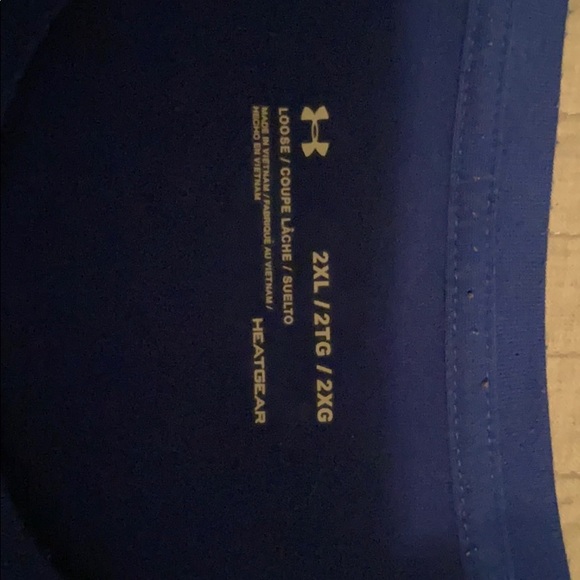 2XL / 2TG / 2XG
LOOSE / COUPE LÂCHE / SUELTO
MADE IN VIETNAM / FABRIQUÉ AU VIETNAM /
HECHO EN VIETNAM
HEATGEAR